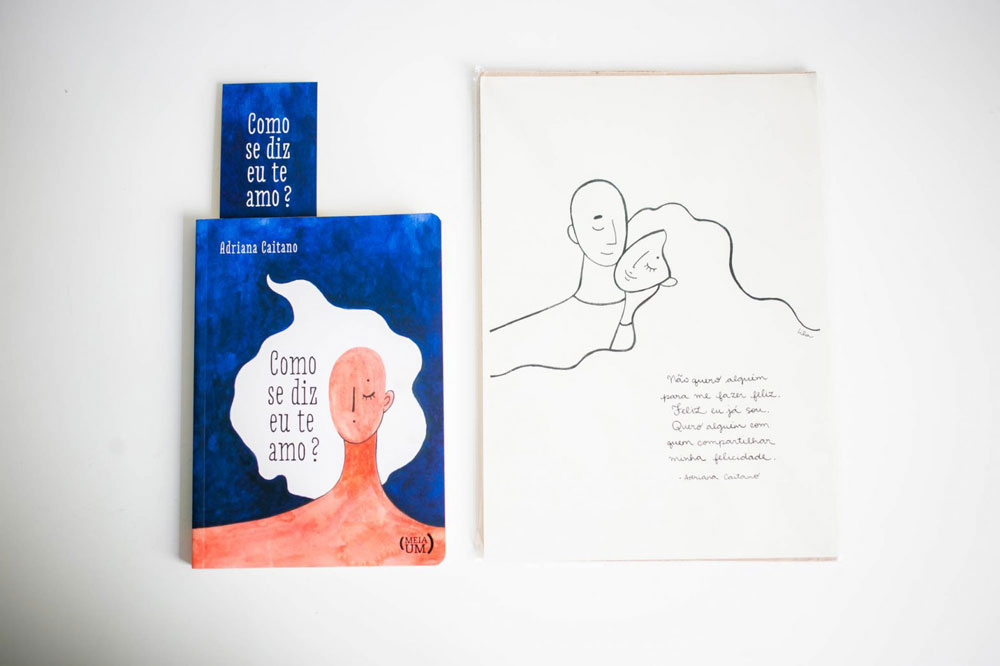 Como
se diz
eu te
amo?
Adriana Caitano
Como
se diz
eu te
amo?
(MEIA
UM)
Não quero alguém
para me fazer feliz.
Feliz eu já sou.
Quero alguém com
quem compartilhar
minha felicidade.
- Adriana Caitano